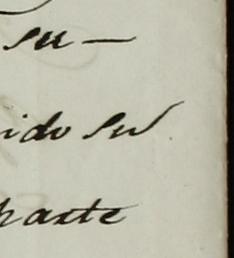 su —
ido su
parte